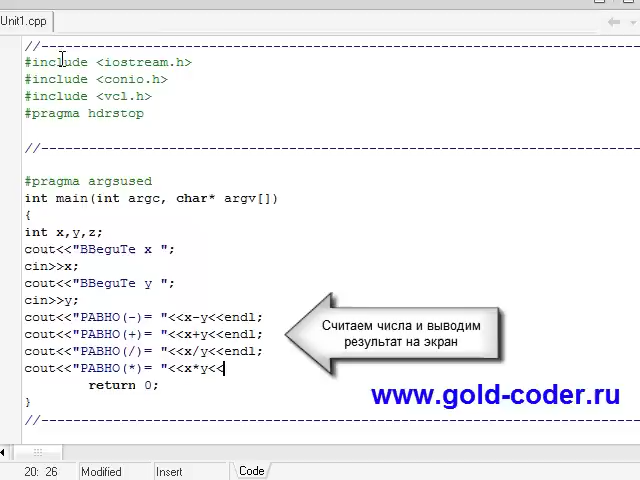 Unit1.cpp
//---------------------------------------------------------------------------
#include <iostream.h>
#include <conio.h>
#include <vcl.h>
#pragma hdrstop
//---------------------------------------------------------------------------
#pragma argsused
int main(int argc, char* argv[])
{
int x,y,z;
cout<<"BBeguTe x ";
cin>>x;
cout<<"BBeguTe y ";
cin>>y;
cout<<"PABHO(-)= "<<x-y<<endl;
cout<<"PABHO(+)= "<<x+y<<endl;
cout<<"PABHO(/)= "<<x/y<<endl;
cout<<"PABHO(*)= "<<x*y<<
return 0;
}
Считаем числа и выводим
результат на экран
www.gold-coder.ru
//---------------------------------------------------------------------------
20: 26 Modified Insert Code